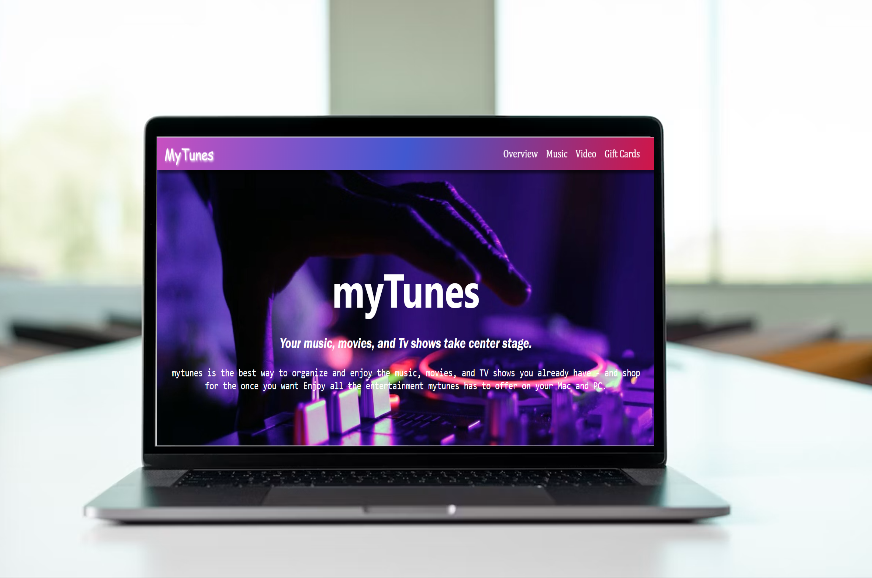 MyTunes
Overview Music Video Gift Cards
myTunes
Your music, movies, and Tv shows take center stage.
mytunes is the best way to organize and enjoy the music, movies, and TV shows you already have - and shop
for the once you want Enjoy all the entertainment mytunes has to offer on your Mac and PC.